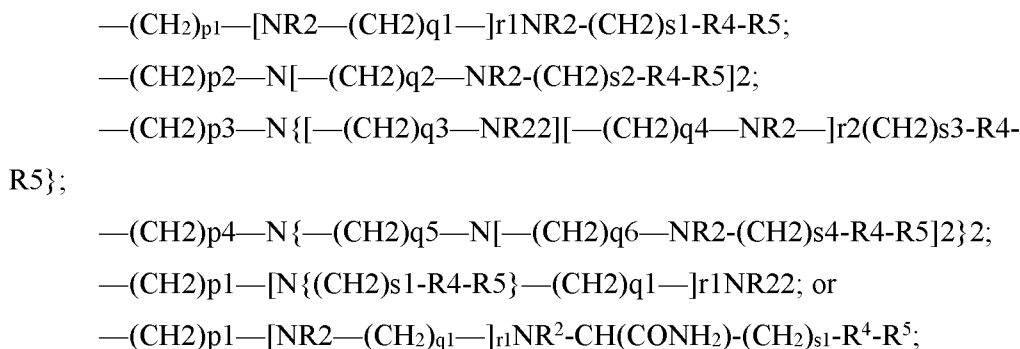 —(CH₂)ₚ₁—[NR2—(CH2)q1—]r1NR2-(CH2)s1-R4-R5;
—(CH2)p2—N[—(CH2)q2—NR2-(CH2)s2-R4-R5]2;
—(CH2)p3—N{[—(CH2)q3—NR22][—(CH2)q4—NR2—]r2(CH2)s3-R4-
R5};
—(CH2)p4—N{—(CH2)q5—N[—(CH2)q6—NR2-(CH2)s4-R4-R5]2}2;
—(CH2)p1—[N{(CH2)s1-R4-R5}—(CH2)q1—]r1NR22; or
—(CH2)p1—[NR2—(CH₂)q1—]r1NR²-CH(CONH₂)-(CH₂)s1-R⁴-R⁵;